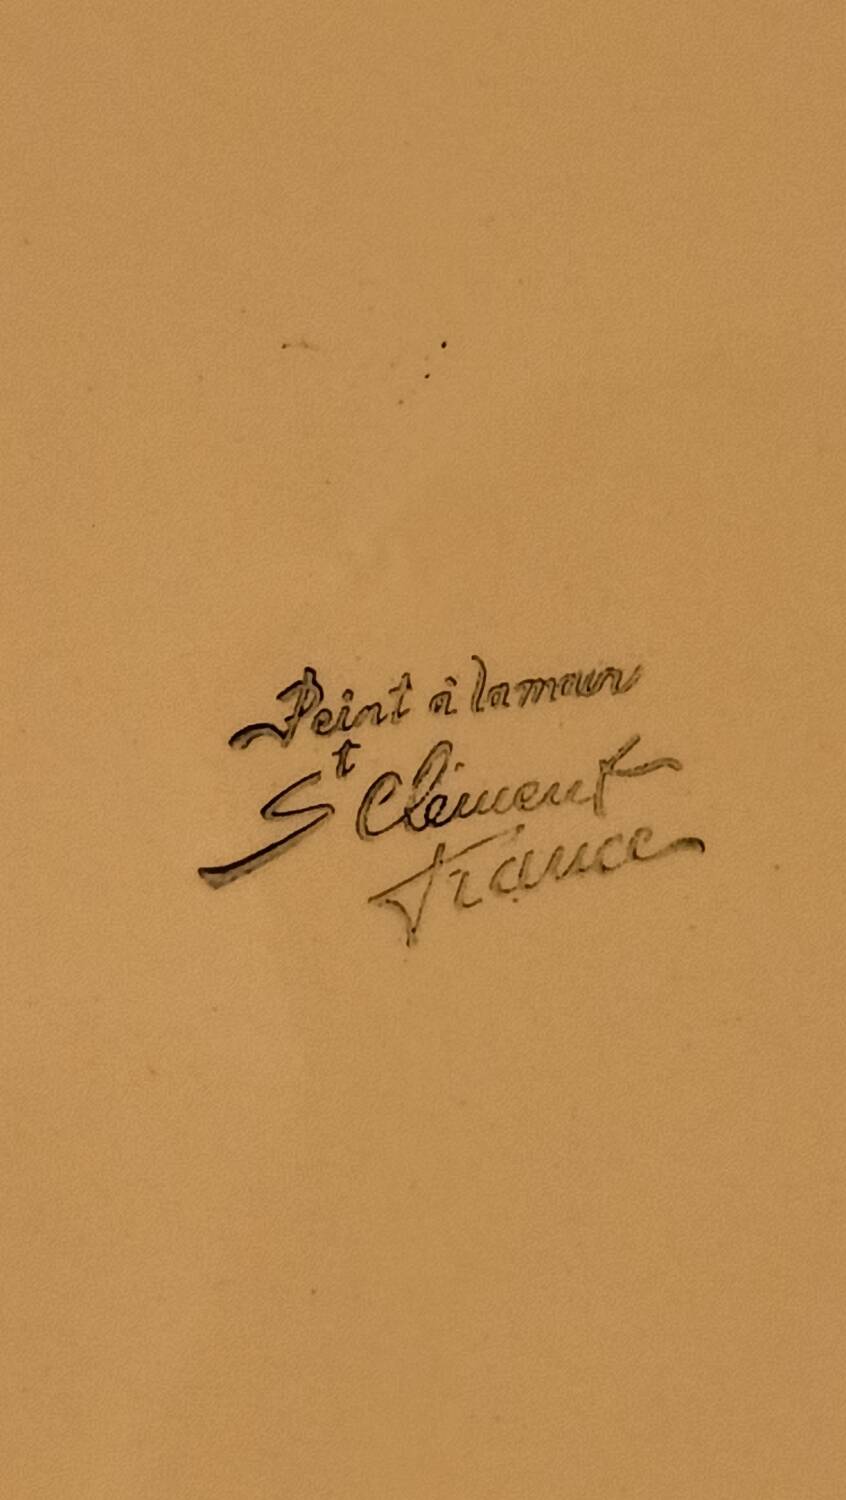 Peint à la main
St Clément
France